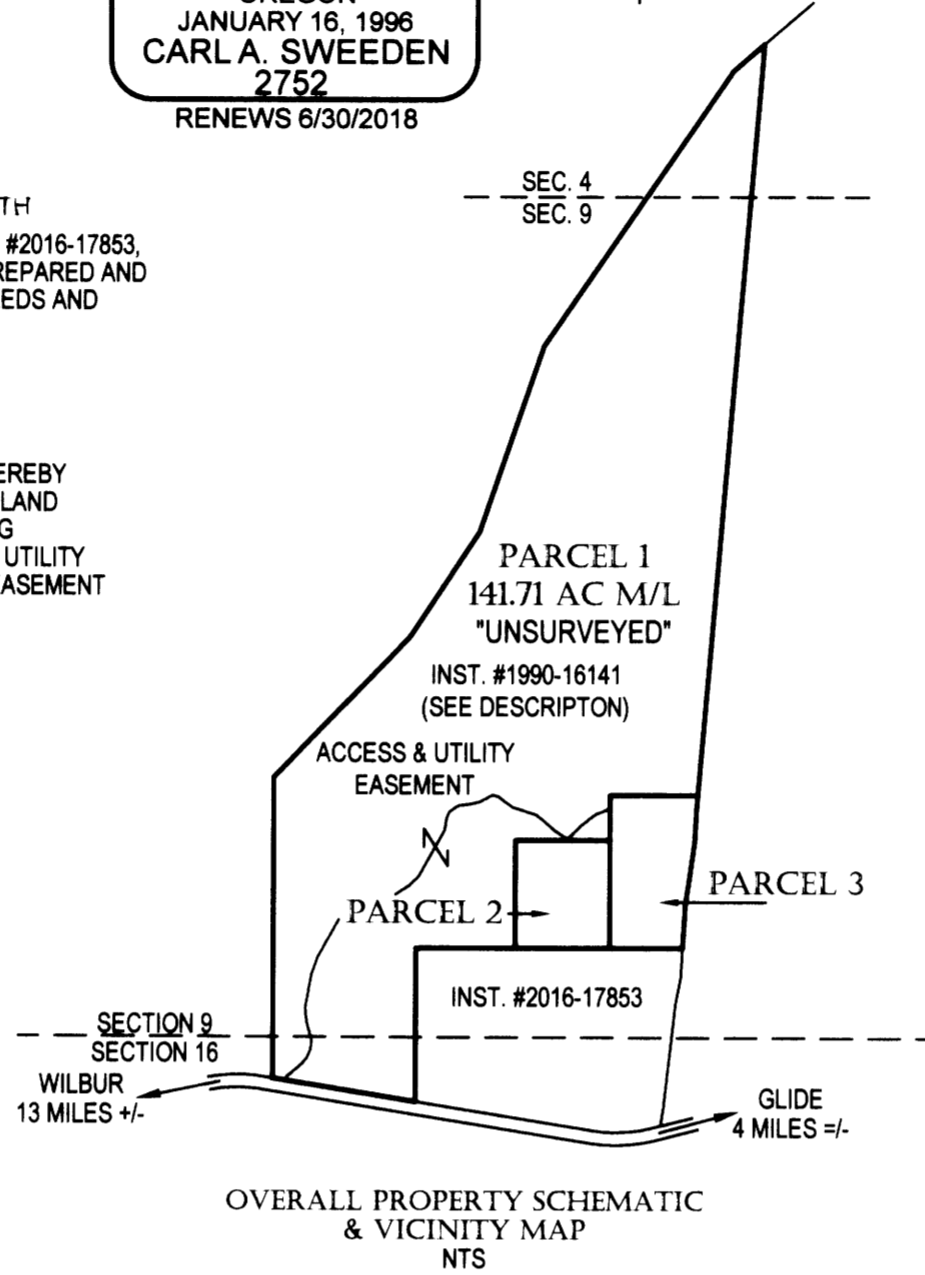 JANUARY 16, 1996
CARL A. SWEEDEN
2752
RENEWS 6/30/2018
TH
#2016-17853,
REPARED AND
EDS AND
EREBY
LAND
G
UTILITY
ASEMENT
SEC. 4
SEC. 9
PARCEL 1
141.71 AC M/L
"UNSURVEYED"
INST. #1990-16141
(SEE DESCRIPTON)
ACCESS & UTILITY
EASEMENT
PARCEL 2
PARCEL 3
INST. #2016-17853
SECTION 9
SECTION 16
WILBUR
13 MILES +/-
GLIDE
4 MILES =/-
OVERALL PROPERTY SCHEMATIC
& VICINITY MAP
NTS